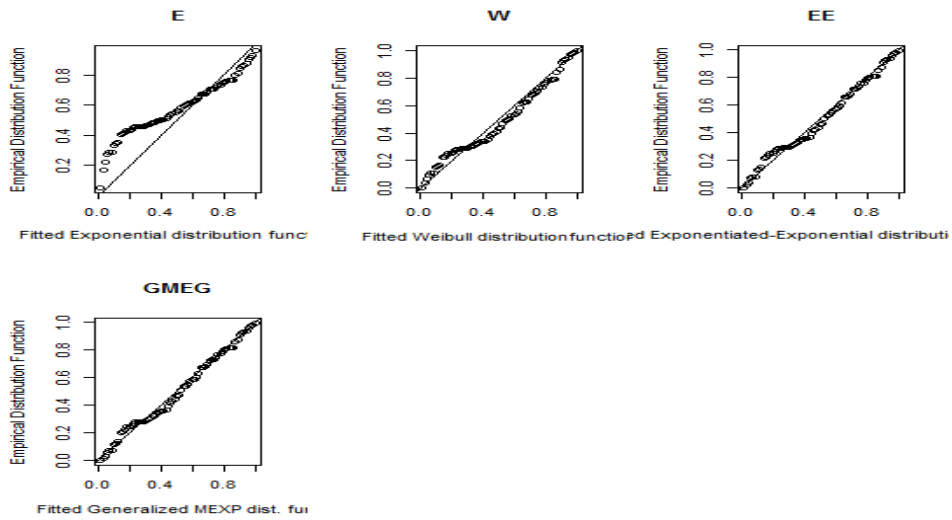 E
W
EE
Empirical Distribution Function
0.2 0.4 0.6 0.8
0.0 0.4 0.8
Fitted Exponential distribution funct
Empirical Distribution Function
0.0 0.2 0.4 0.6 0.8 1.0
0.0 0.4 0.8
Fitted Weibull distribution function
Empirical Distribution Function
0.0 0.2 0.4 0.6 0.8 1.0
0.0 0.4 0.8
ed Exponentiated-Exponential distributi
GMEG
Empirical Distribution Function
0.0 0.2 0.4 0.6 0.8 1.0
0.0 0.4 0.8
Fitted Generalized MEXP dist. fur